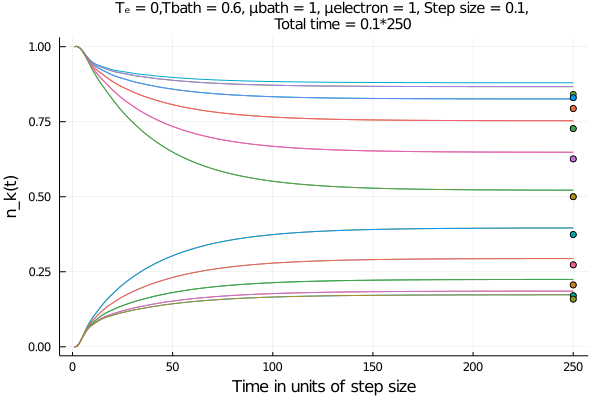 Tₑ = 0,Tbath = 0.6, μbath = 1, μelectron = 1, Step size = 0.1,
Total time = 0.1*250
1.00
0.75
0.50
0.25
0.00
n_k(t)
0 50 100 150 200 250
Time in units of step size